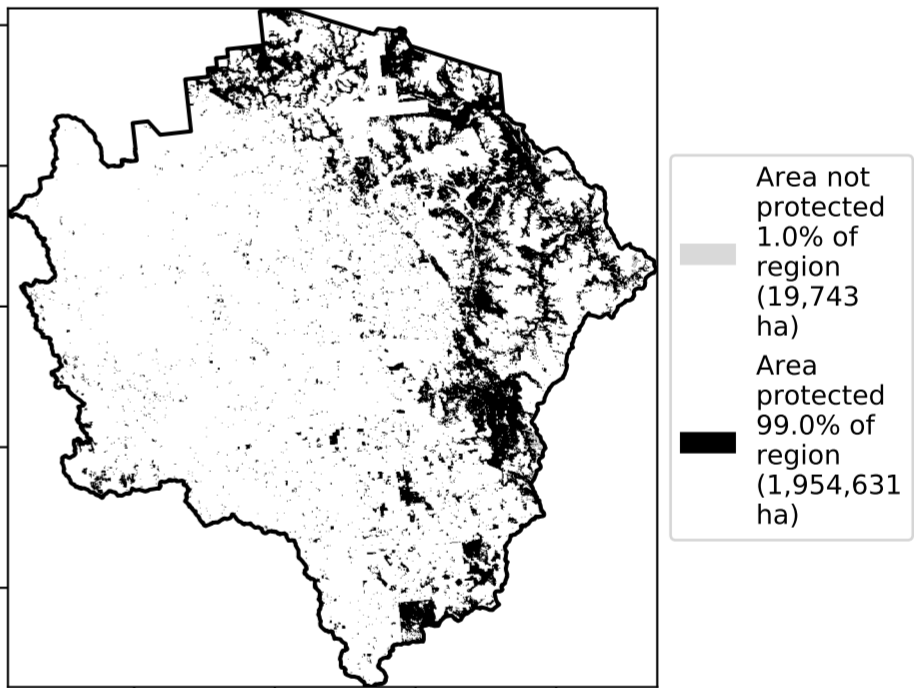 Area not
protected
1.0% of
region
(19,743
ha)
Area
protected
99.0% of
region
(1,954,631
ha)